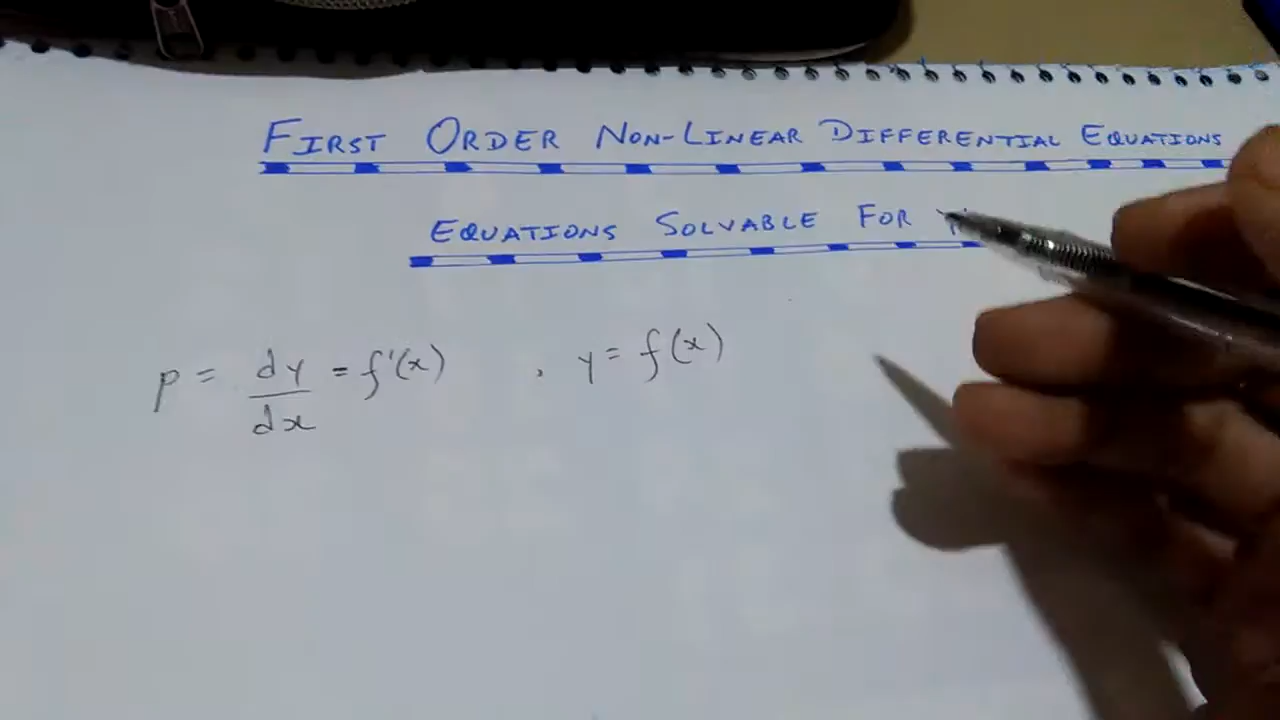 FIRST ORDER NON-LINEAR DIFFERENTIAL EQUATIONS
EQUATIONS SOLVABLE FOR
p = dy/dx = f'(x) , y = f(x)